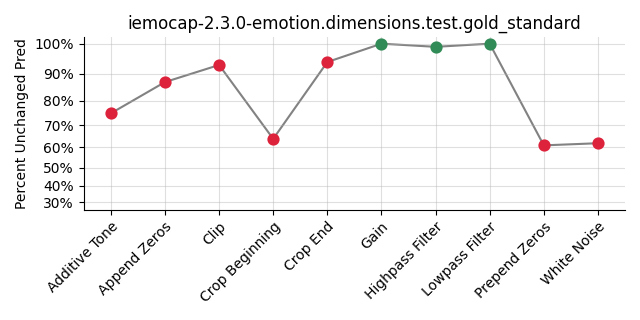 iemocap-2.3.0-emotion.dimensions.test.gold_standard
Percent Unchanged Pred
100%
90%
80%
70%
60%
50%
40%
30%
Additive Tone
Append Zeros
Clip
Crop Beginning
Crop End
Gain
Highpass Filter
Lowpass Filter
Prepend Zeros
White Noise